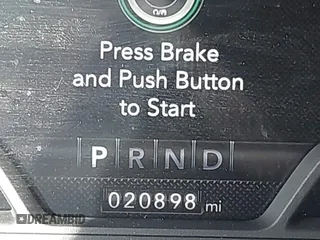 Press Brake
and Push Button
to Start
P R N D
020898 mi
DREAMBID